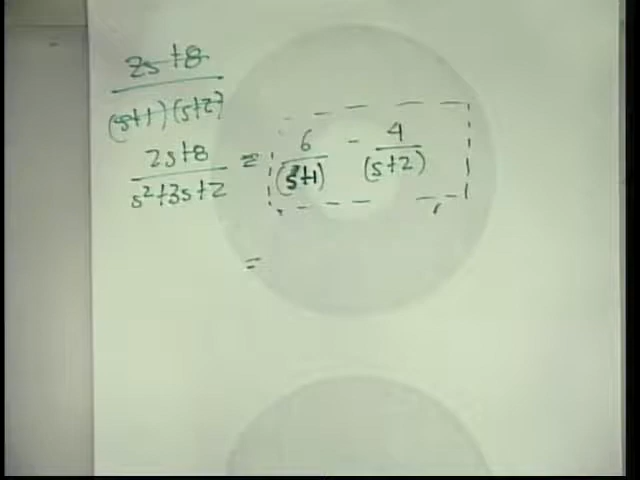 2s+8
(s+1)(s+2)
2s+8 / s²+3s+2 = 6/(s+1) - 4/(s+2)
=